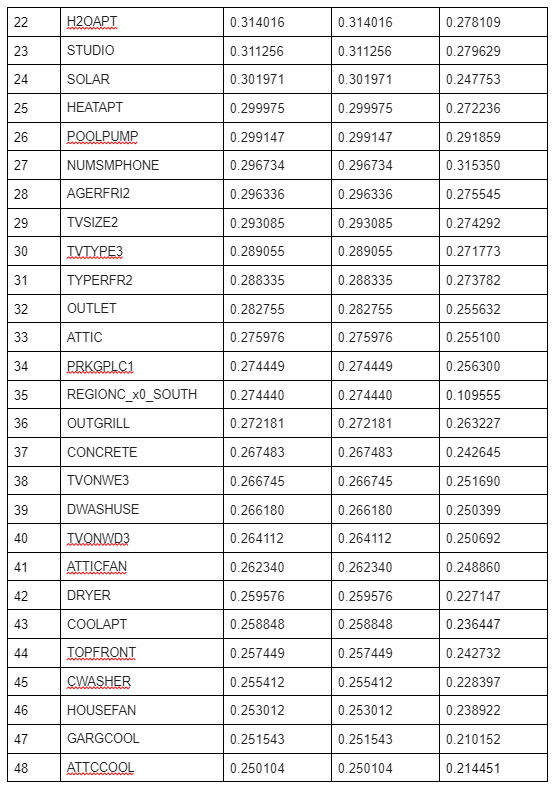 22 H2OAPT 0.314016 0.314016 0.278109
23 STUDIO 0.311256 0.311256 0.279629
24 SOLAR 0.301971 0.301971 0.247753
25 HEATAPT 0.299975 0.299975 0.272236
26 POOLPUMP 0.299147 0.299147 0.291859
27 NUMSMPHONE 0.296734 0.296734 0.315350
28 AGERFRI2 0.296336 0.296336 0.275545
29 TVSIZE2 0.293085 0.293085 0.274292
30 TVTYPE3 0.289055 0.289055 0.271773
31 TYPERFR2 0.288335 0.288335 0.273782
32 OUTLET 0.282755 0.282755 0.255632
33 ATTIC 0.275976 0.275976 0.255100
34 PRKGPLC1 0.274449 0.274449 0.256300
35 REGIONC_x0_SOUTH 0.274440 0.274440 0.109555
36 OUTGRILL 0.272181 0.272181 0.263227
37 CONCRETE 0.267483 0.267483 0.242645
38 TVONWE3 0.266745 0.266745 0.251690
39 DWASHUSE 0.266180 0.266180 0.250399
40 TVONWD3 0.264112 0.264112 0.250692
41 ATTICFAN 0.262340 0.262340 0.248860
42 DRYER 0.259576 0.259576 0.227147
43 COOLAPT 0.258848 0.258848 0.236447
44 TOPFRONT 0.257449 0.257449 0.242732
45 CWASHER 0.255412 0.255412 0.228397
46 HOUSEFAN 0.253012 0.253012 0.238922
47 GARGCOOL 0.251543 0.251543 0.210152
48 ATTCCOOL 0.250104 0.250104 0.214451